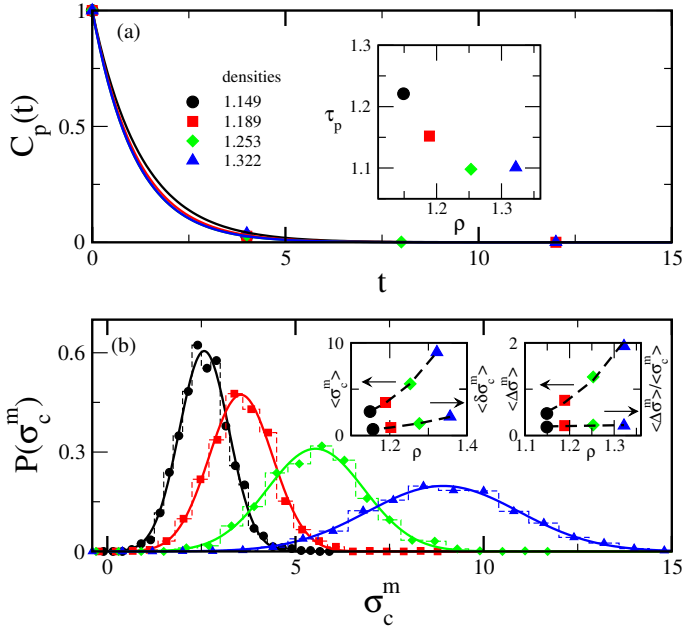 (a)
densities
1.149
1.189
1.253
1.322
C_p(t)
1
0.5
0
0 5 10 15
t
τ_p
1.3
1.2
1.1
1.2 1.3
ρ
(b)
P(σ_c^m)
0.6
0.3
0
0 5 10 15
σ_c^m
<σ_c^m>
10
0
1.2 1.4
ρ
<δσ_c^m>
<Δσ^m>
2
1
0
1.1 1.2 1.3
ρ
<Δσ^m>/<σ_c^m>